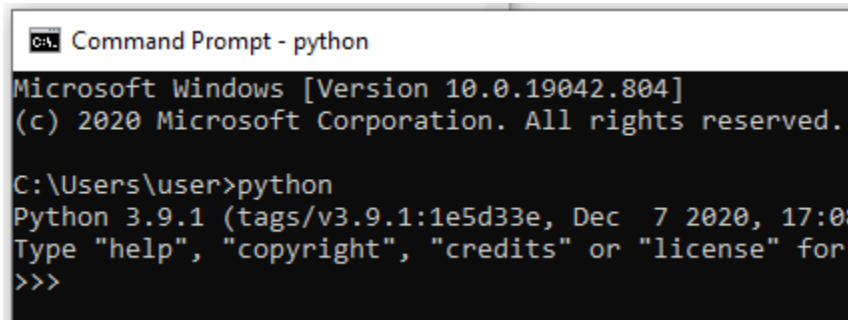 Command Prompt - python
Microsoft Windows [Version 10.0.19042.804]
(c) 2020 Microsoft Corporation. All rights reserved.
C:\Users\user>python
Python 3.9.1 (tags/v3.9.1:1e5d33e, Dec  7 2020, 17:08
Type "help", "copyright", "credits" or "license" for
>>>